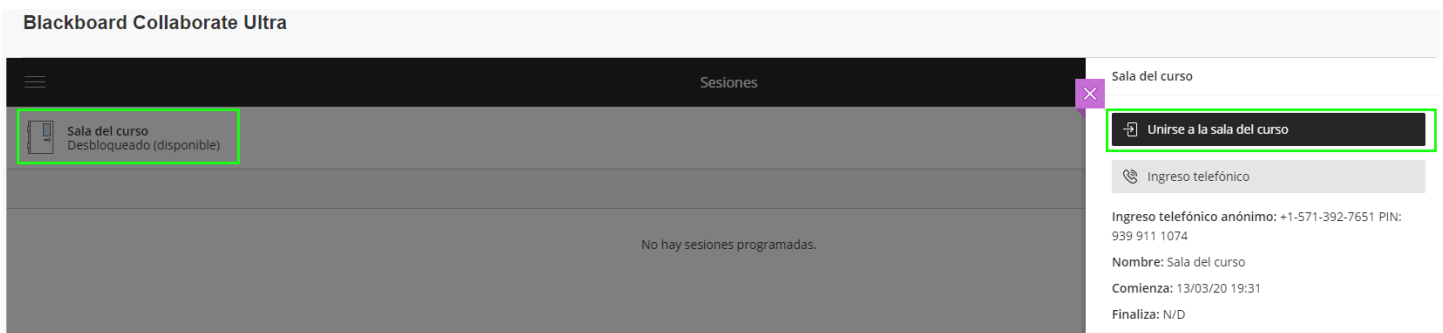 Blackboard Collaborate Ultra
Sesiones
Sala del curso
Desbloqueado (disponible)
No hay sesiones programadas.
Sala del curso
Unirse a la sala del curso
Ingreso telefónico
Ingreso telefónico anónimo: +1-571-392-7651 PIN:
939 911 1074
Nombre: Sala del curso
Comienza: 13/03/20 19:31
Finaliza: N/D